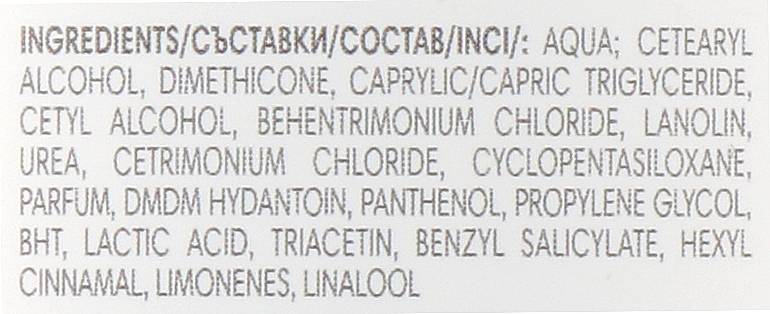 INGREDIENTS/СЪСТАВКИ/СОСТАВ/INCI/: AQUA; CETEARYL
ALCOHOL, DIMETHICONE, CAPRYLIC/CAPRIC TRIGLYCERIDE,
CETYL ALCOHOL, BEHENTRIMONIUM CHLORIDE, LANOLIN,
UREA, CETRIMONIUM CHLORIDE, CYCLOPENTASILOXANE,
PARFUM, DMDM HYDANTOIN, PANTHENOL, PROPYLENE GLYCOL,
BHT, LACTIC ACID, TRIACETIN, BENZYL SALICYLATE, HEXYL
CINNAMAL, LIMONENES, LINALOOL